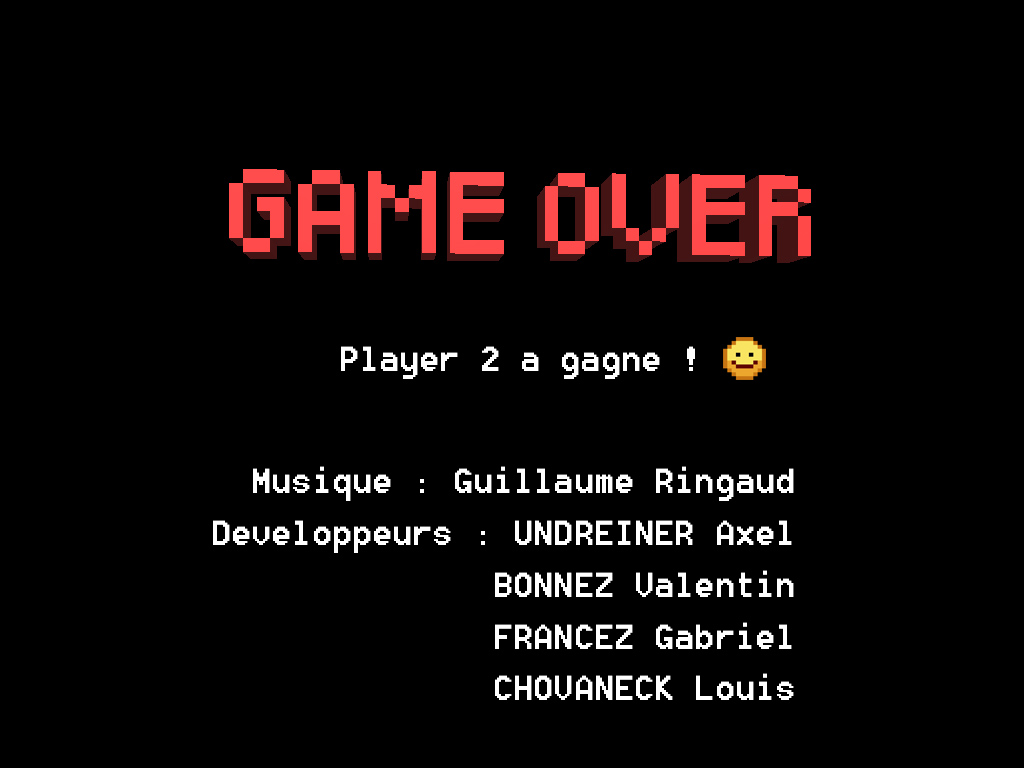 GAME OVER
Player 2 a gagne !
Musique : Guillaume Ringaud
Developpeurs : UNDREINER Axel
BONNEZ Valentin
FRANCEZ Gabriel
CHOVANECK Louis